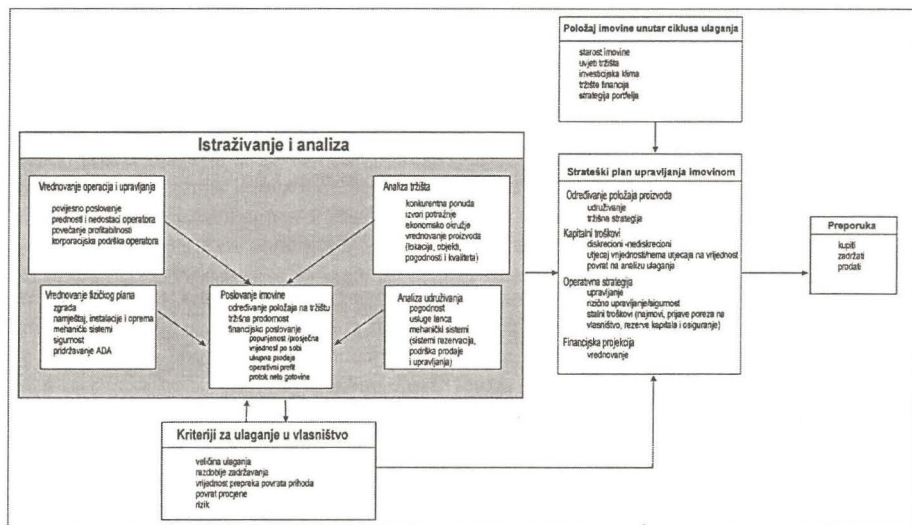 Položaj imovine unutar ciklusa ulaganja
starost imovine
uvjeti tržišta
investicijska klima
tržište financija
strategija portfelja
Istraživanje i analiza
Vrednovanje operacija i upravljanja
povijesno poslovanje
prednosti i nedostaci operatora
povećanje profitabilnosti
korporacijska podrška operatora
Analiza tržišta
konkurentna ponuda
izvori potražnje
ekonomsko okružje
vrednovanje proizvoda
(lokacija, objekti,
pogodnosti i kvaliteta)
Vrednovanje fizičkog plana
zgrada
namještaj, instalacije i oprema
mehanički sistemi
sigurnost
pridržavanje ADA
Poslovanje imovine
određivanje položaja na tržištu
tržišna prodornost
financijsko poslovanje
popunjenost /prosječna
vrijednost po sobi
ukupna prodaja
operativni profit
protok neto gotovine
Analiza udruživanja
pogodnost
usluge lanca
mehanički sistemi
(sistemi rezervacija,
podrška prodaje
i upravljanja)
Kriteriji za ulaganje u vlasništvo
veličina ulaganja
razdoblje zadržavanja
vrijednost prepreka povrata prihoda
povrat procjene
rizik
Strateški plan upravljanja imovinom
Određivanje položaja proizvoda
udruživanje
tržišna strategija
Kapitalni troškovi
diskrecioni -nediskrecioni
utjecaj vrijednosti/nema utjecaja na vrijednost
povrat na analizu ulaganja
Operativna strategija
upravljanje
rizično upravljanje/sigurnost
stalni troškovi (najmovi, prijave poreza na
vlasništvo, rezerve kapitala i osiguranje)
Financijska projekcija
vrednovanje
Preporuka
kupiti
zadržati
prodati